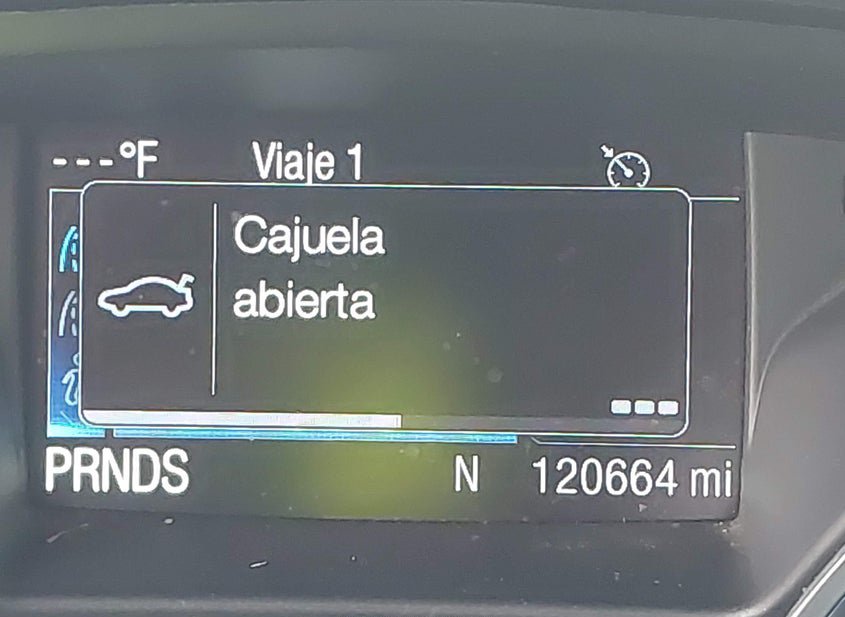 ---°F Viaje 1
Cajuela
abierta
PRNDS N 120664 mi